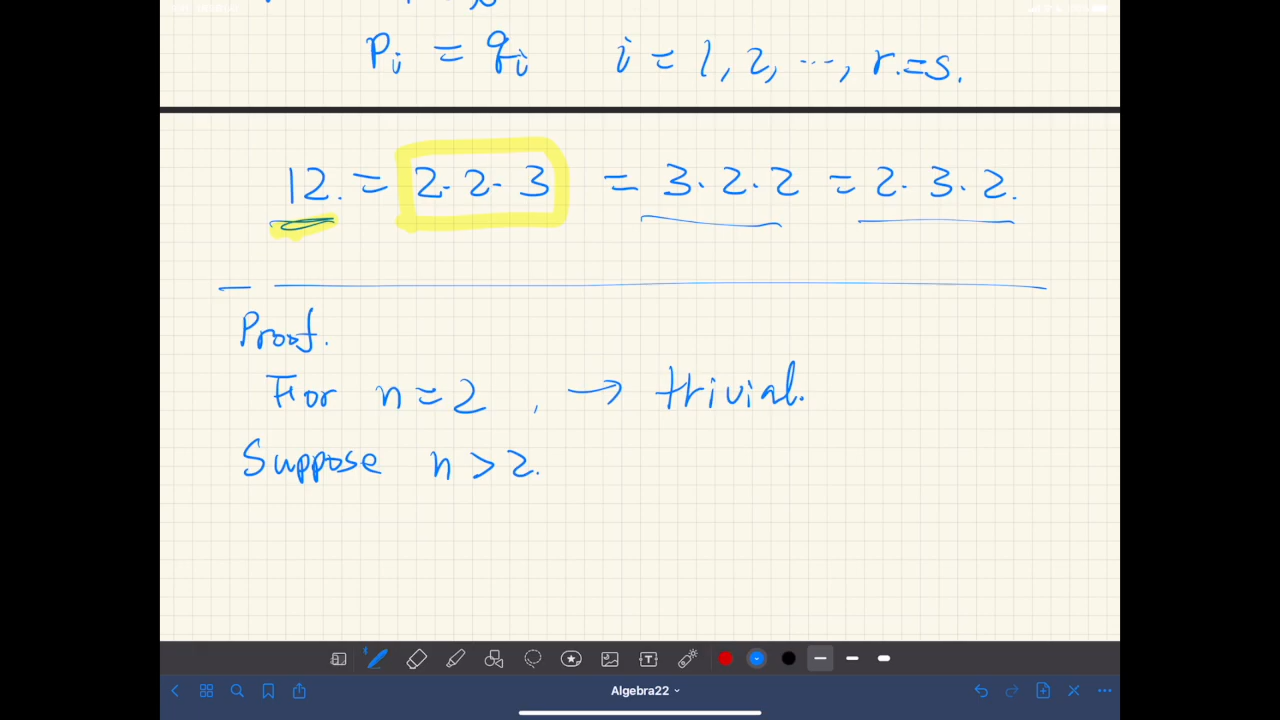 Pi = qi i = 1, 2, ..., r.=s.
12. = 2·2·3 = 3·2·2 = 2·3·2.
Proof.
For n=2, → trivial.
Suppose n>2.
Algebra22